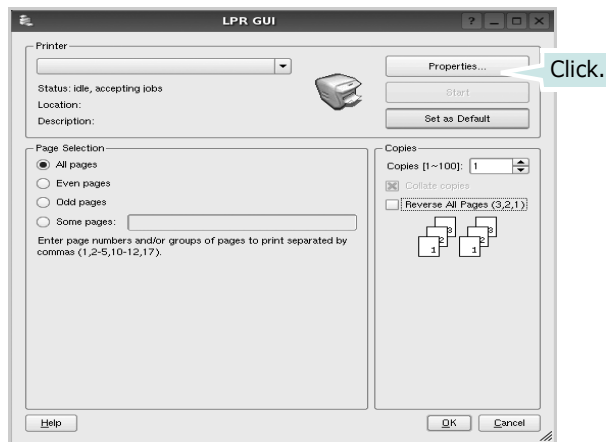 LPR GUI
Printer
Properties...
Click.
Status: idle, accepting jobs
Start
Location:
Description:
Set as Default
Page Selection
All pages
Even pages
Odd pages
Some pages:
Enter page numbers and/or groups of pages to print separated by
commas (1,2-5,10-12,17).
Copies
Copies [1~100]: 1
Collate copies
Reverse All Pages (3,2,1)
3 3
2 2
1 1
Help
OK
Cancel